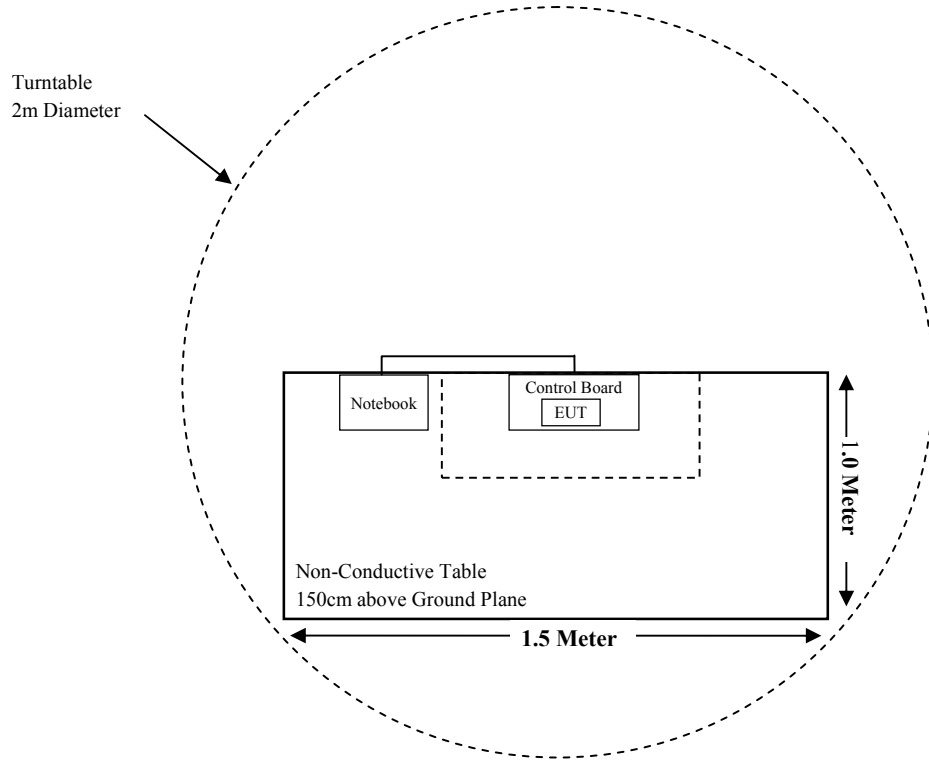 Turntable
2m Diameter
Notebook
Control Board
EUT
1.0 Meter
Non-Conductive Table
150cm above Ground Plane
1.5 Meter